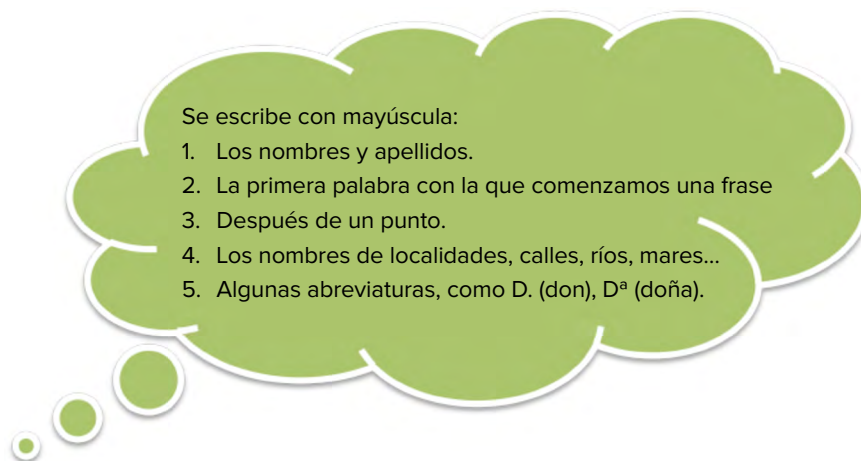 Se escribe con mayúscula:
1. Los nombres y apellidos.
2. La primera palabra con la que comenzamos una frase
3. Después de un punto.
4. Los nombres de localidades, calles, ríos, mares...
5. Algunas abreviaturas, como D. (don), Dª (doña).